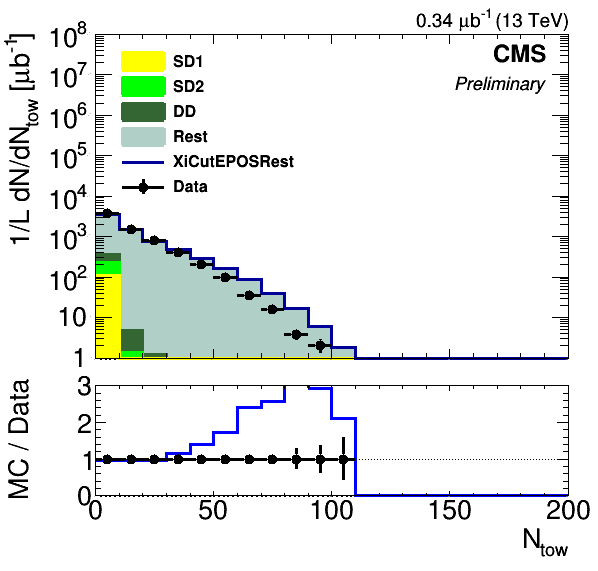 0.34 μb⁻¹ (13 TeV)
CMS
Preliminary
1/L dN/dN_tow [μb⁻¹]
10⁸
10⁷
10⁶
10⁵
10⁴
10³
10²
10
1
SD1
SD2
DD
Rest
XiCutEPOSRest
Data
MC / Data
3
2
1
0
0 50 100 150 200
N_tow